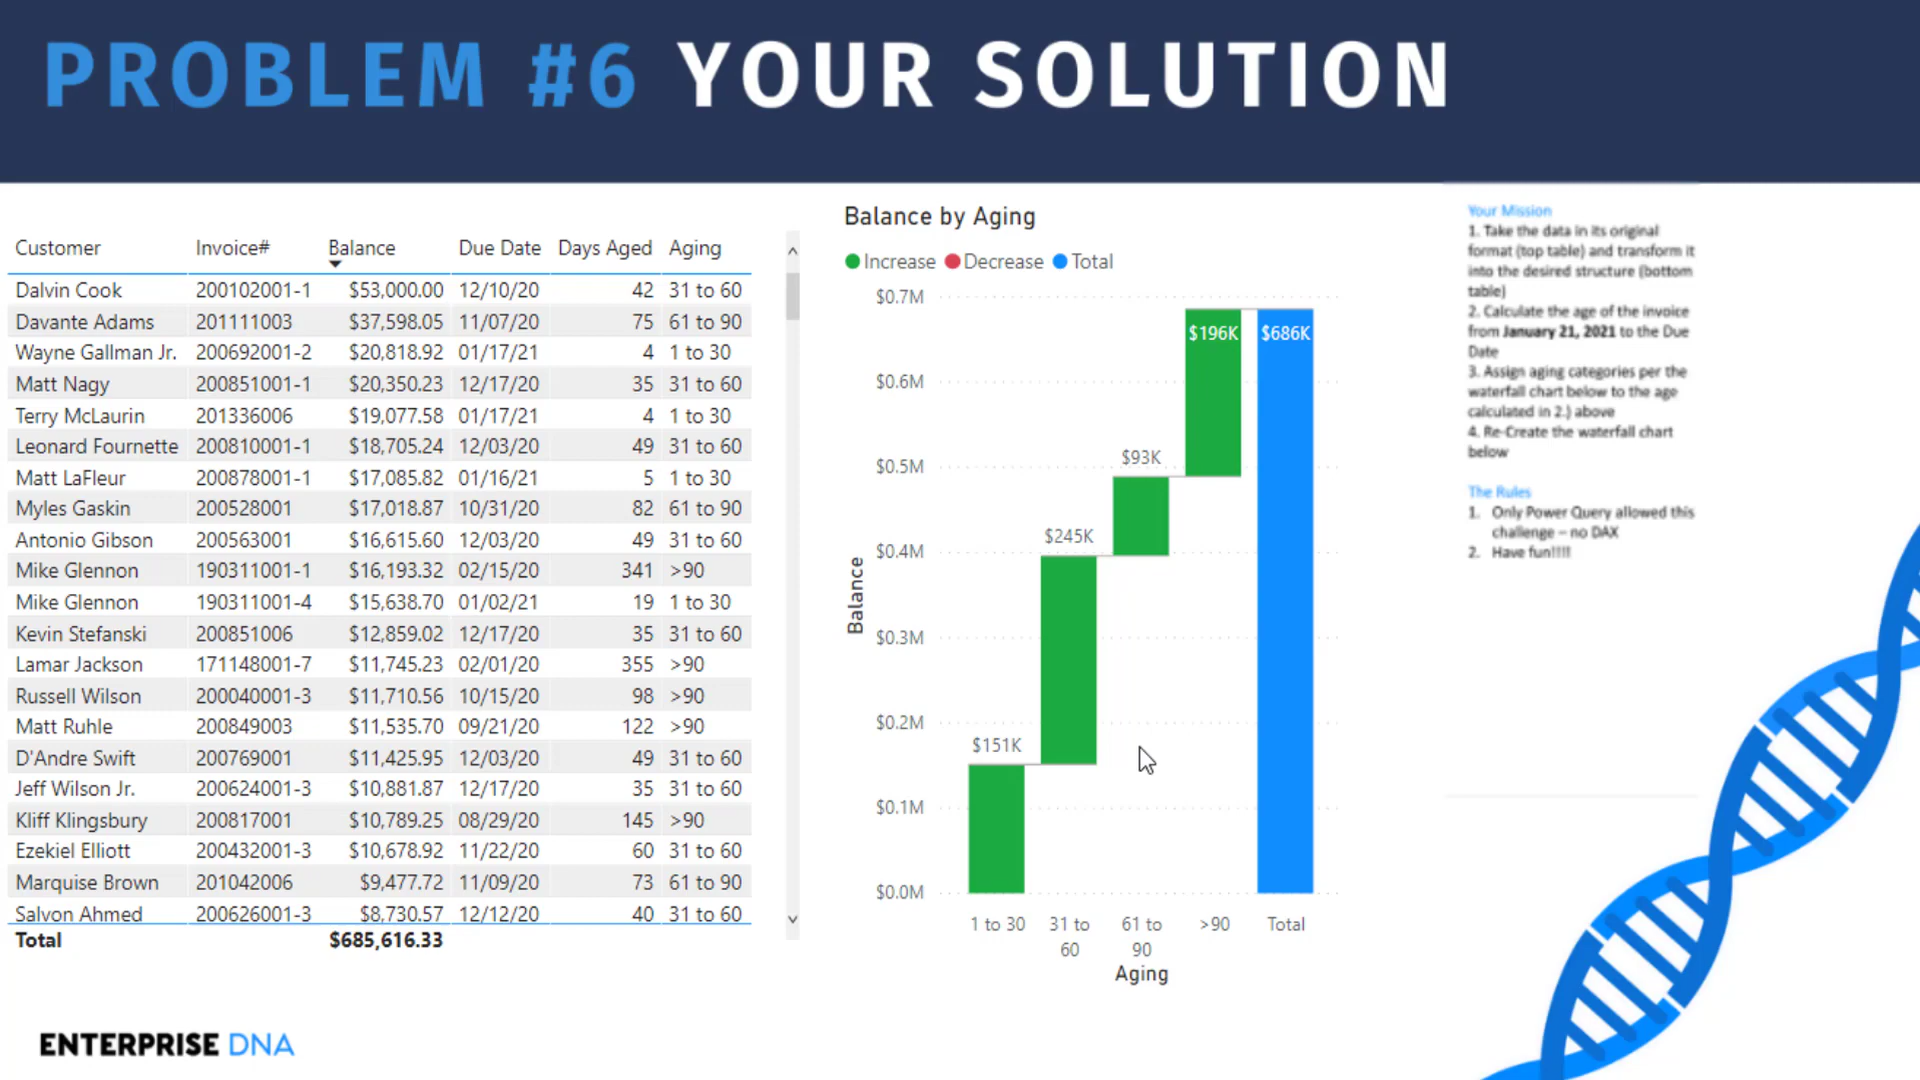 PROBLEM #6 YOUR SOLUTION
Customer Invoice# Balance Due Date Days Aged Aging
Dalvin Cook 200102001-1 $53,000.00 12/10/20 42 31 to 60
Davante Adams 201111003 $37,598.05 11/07/20 75 61 to 90
Wayne Gallman Jr. 200692001-2 $20,818.92 01/17/21 4 1 to 30
Matt Nagy 200851001-1 $20,350.23 12/17/20 35 31 to 60
Terry McLaurin 201336006 $19,077.58 01/17/21 4 1 to 30
Leonard Fournette 200810001-1 $18,705.24 12/03/20 49 31 to 60
Matt LaFleur 200878001-1 $17,085.82 01/16/21 5 1 to 30
Myles Gaskin 200528001 $17,018.87 10/31/20 82 61 to 90
Antonio Gibson 200563001 $16,615.60 12/03/20 49 31 to 60
Mike Glennon 190311001-1 $16,193.32 02/15/20 341 >90
Mike Glennon 190311001-4 $15,638.70 01/02/21 19 1 to 30
Kevin Stefanski 200851006 $12,859.02 12/17/20 35 31 to 60
Lamar Jackson 171148001-7 $11,745.23 02/01/20 355 >90
Russell Wilson 200040001-3 $11,710.56 10/15/20 98 >90
Matt Ruhle 200849003 $11,535.70 09/21/20 122 >90
D'Andre Swift 200769001 $11,425.95 12/03/20 49 31 to 60
Jeff Wilson Jr. 200624001-3 $10,881.87 12/17/20 35 31 to 60
Kliff Klingsbury 200817001 $10,789.25 08/29/20 145 >90
Ezekiel Elliott 200432001-3 $10,678.92 11/22/20 60 31 to 60
Marquise Brown 201042006 $9,477.72 11/09/20 73 61 to 90
Salvon Ahmed 200626001-3 $8,730.57 12/12/20 40 31 to 60
Total $685,616.33
Balance by Aging
Increase Decrease Total
$0.7M
$0.6M
$0.5M
$0.4M
$0.3M
$0.2M
$0.1M
$0.0M
Balance
$151K
$245K
$93K
$196K
$686K
1 to 30
31 to
60
61 to
90
>90
Total
Aging
Your Mission
1. Take the data in its original
format (top table) and transform it
into the desired structure (bottom
table)
2. Calculate the age of the invoice
from January 21, 2021 to the Due
Date
3. Assign aging categories per the
waterfall chart below to the age
calculated in 2.) above
4. Re-Create the waterfall chart
below
The Rules
1. Only Power Query allowed this
challenge – no DAX
2. Have fun!!!!
ENTERPRISE DNA